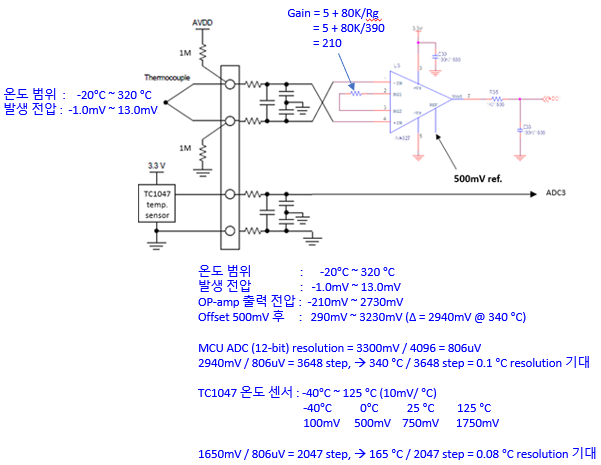 Gain = 5 + 80K/Rg
= 5 + 80K/390
= 210
AVDD
1M
Thermocouple
온도 범위 : -20°C ~ 320 °C
발생 전압 : -1.0mV ~ 13.0mV
1M
500mV ref.
3.3 V
TC1047
temp.
sensor
ADC3
온도 범위 : -20°C ~ 320 °C
발생 전압 : -1.0mV ~ 13.0mV
OP-amp 출력 전압 : -210mV ~ 2730mV
Offset 500mV 후 : 290mV ~ 3230mV (Δ = 2940mV @ 340 °C)
MCU ADC (12-bit) resolution = 3300mV / 4096 = 806uV
2940mV / 806uV = 3648 step, → 340 °C / 3648 step = 0.1 °C resolution 기대
TC1047 온도 센서 : -40°C ~ 125 °C (10mV/ °C)
-40°C 0°C 25 °C 125 °C
100mV 500mV 750mV 1750mV
1650mV / 806uV = 2047 step, → 165 °C / 2047 step = 0.08 °C resolution 기대